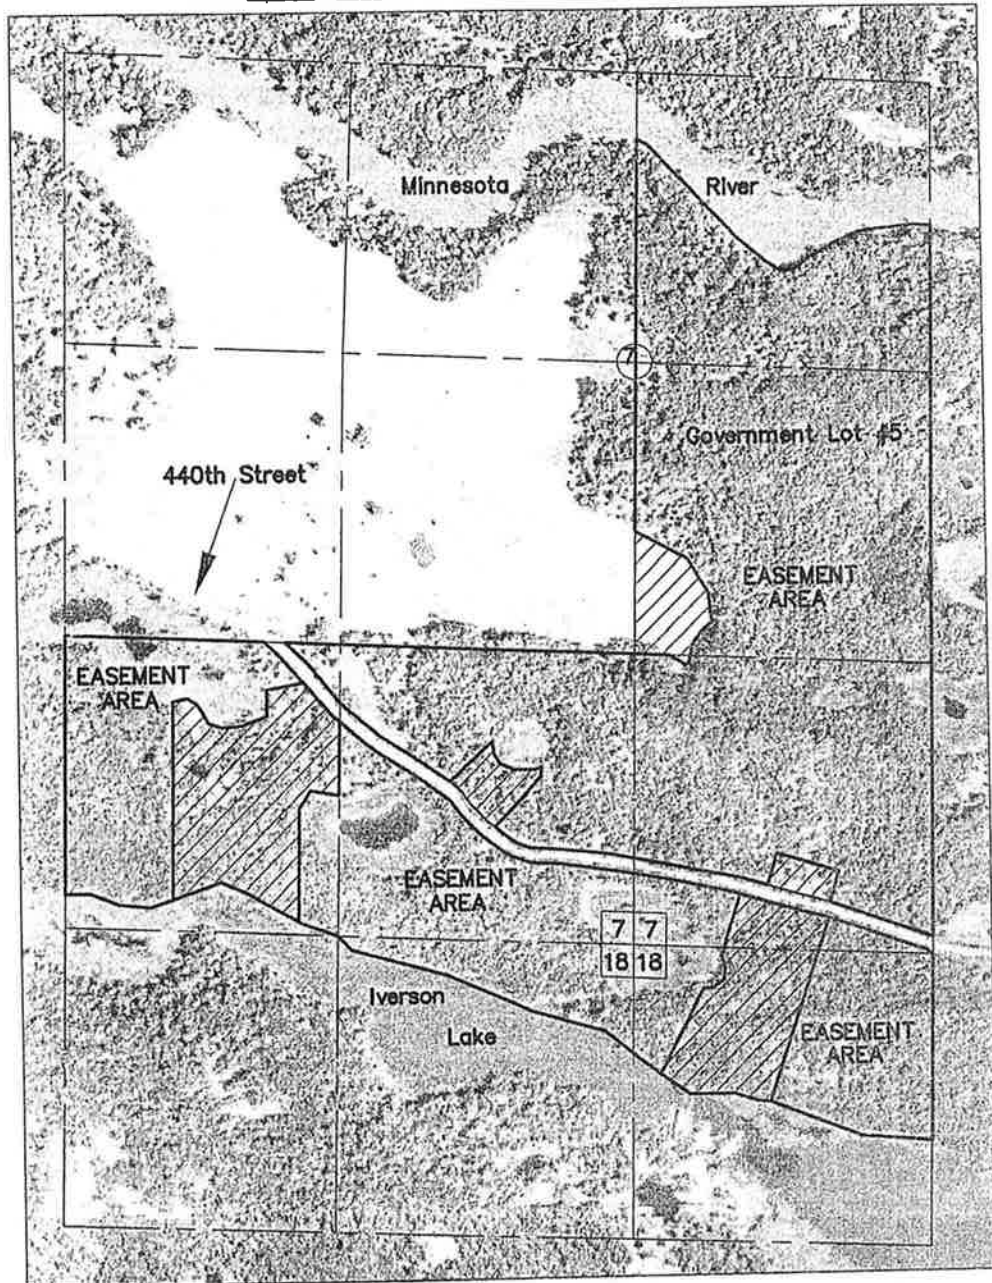 Minnesota River
7
Government Lot #5
440th Street
EASEMENT
AREA
EASEMENT
AREA
EASEMENT
AREA
7 7
18 18
Iverson
Lake
EASEMENT
AREA